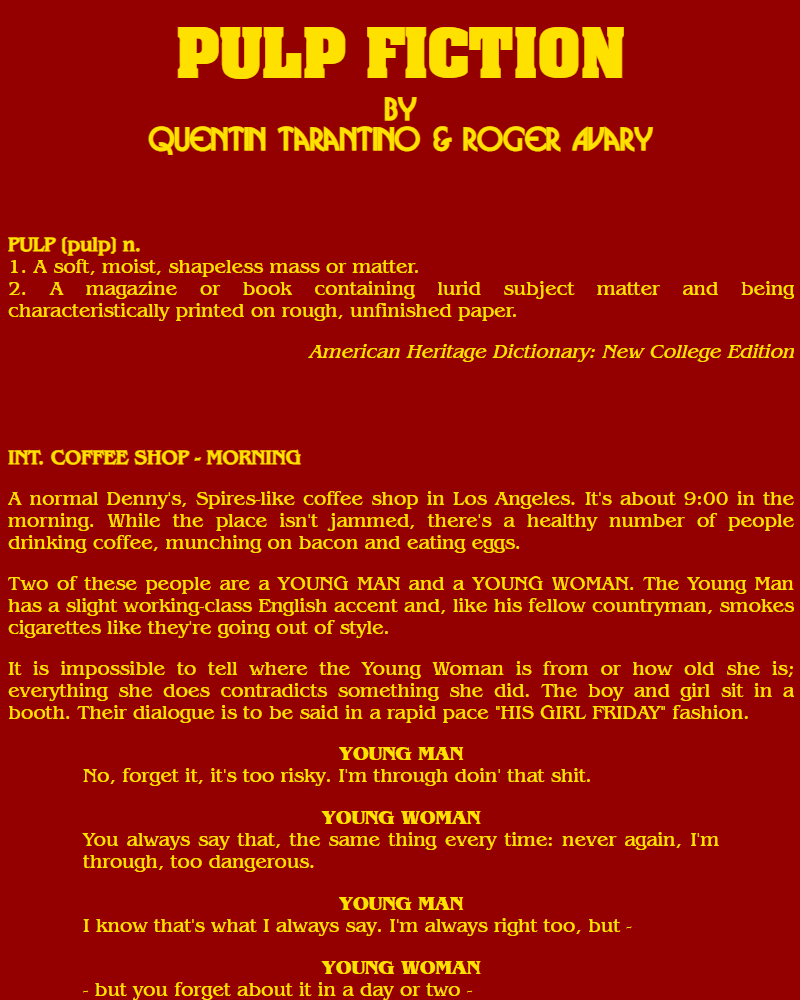 PULP FICTION
BY
QUENTIN TARANTINO & ROGER AVARY
PULP (pulp) n.
1. A soft, moist, shapeless mass or matter.
2. A magazine or book containing lurid subject matter and being
characteristically printed on rough, unfinished paper.
American Heritage Dictionary: New College Edition
INT. COFFEE SHOP - MORNING
A normal Denny's, Spires-like coffee shop in Los Angeles. It's about 9:00 in the
morning. While the place isn't jammed, there's a healthy number of people
drinking coffee, munching on bacon and eating eggs.
Two of these people are a YOUNG MAN and a YOUNG WOMAN. The Young Man
has a slight working-class English accent and, like his fellow countryman, smokes
cigarettes like they're going out of style.
It is impossible to tell where the Young Woman is from or how old she is;
everything she does contradicts something she did. The boy and girl sit in a
booth. Their dialogue is to be said in a rapid pace "HIS GIRL FRIDAY" fashion.
YOUNG MAN
No, forget it, it's too risky. I'm through doin' that shit.
YOUNG WOMAN
You always say that, the same thing every time: never again, I'm
through, too dangerous.
YOUNG MAN
I know that's what I always say. I'm always right too, but -
YOUNG WOMAN
- but you forget about it in a day or two -